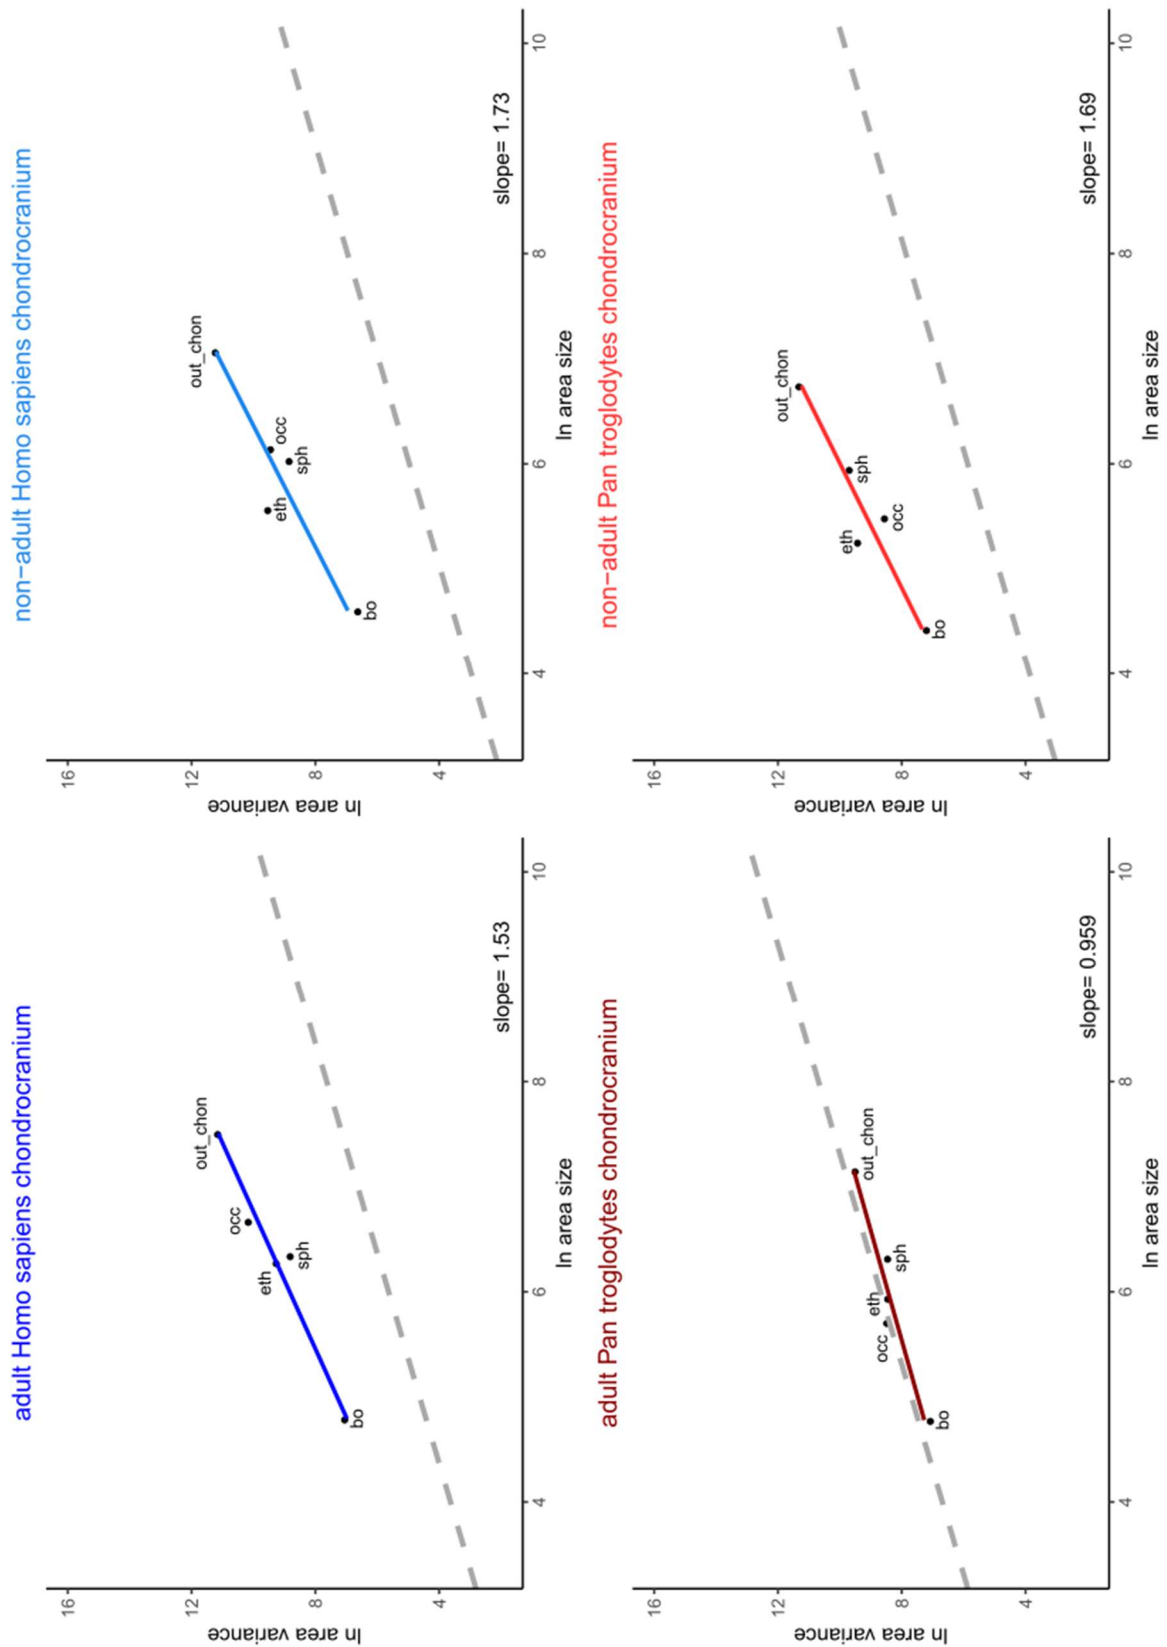 adult Homo sapiens chondrocranium
16
12
8
4
ln area variance
out_chon
occ
eth
sph
bo
slope= 1.53
4
6
8
10
ln area size
non−adult Homo sapiens chondrocranium
16
12
8
4
ln area variance
out_chon
occ
sph
eth
bo
slope= 1.73
4
6
8
10
ln area size
adult Pan troglodytes chondrocranium
16
12
8
4
ln area variance
out_chon
eth
occ
sph
bo
slope= 0.959
4
6
8
10
ln area size
non−adult Pan troglodytes chondrocranium
16
12
8
4
ln area variance
out_chon
eth
sph
occ
bo
slope= 1.69
4
6
8
10
ln area size